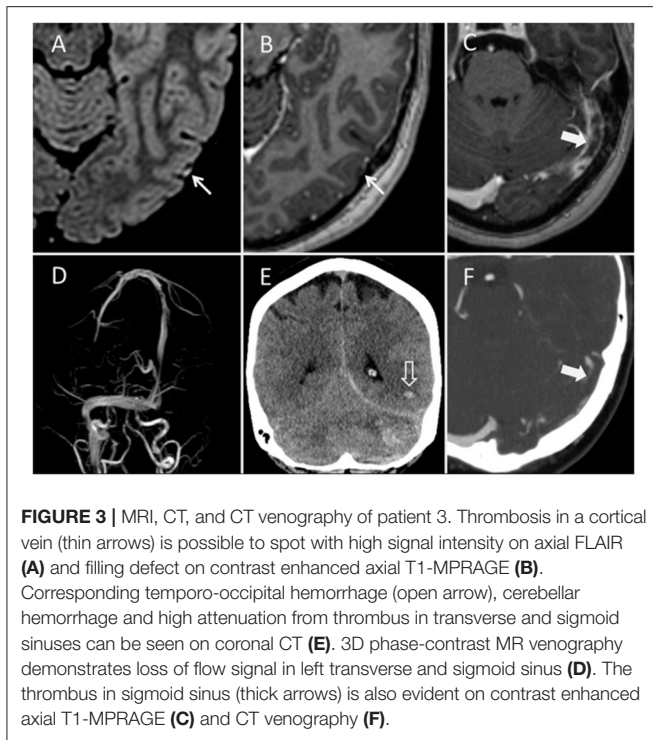 A
B
C
D
E
F
FIGURE 3 | MRI, CT, and CT venography of patient 3. Thrombosis in a cortical
vein (thin arrows) is possible to spot with high signal intensity on axial FLAIR
(A) and filling defect on contrast enhanced axial T1-MPRAGE (B).
Corresponding temporo-occipital hemorrhage (open arrow), cerebellar
hemorrhage and high attenuation from thrombus in transverse and sigmoid
sinuses can be seen on coronal CT (E). 3D phase-contrast MR venography
demonstrates loss of flow signal in left transverse and sigmoid sinus (D). The
thrombus in sigmoid sinus (thick arrows) is also evident on contrast enhanced
axial T1-MPRAGE (C) and CT venography (F).